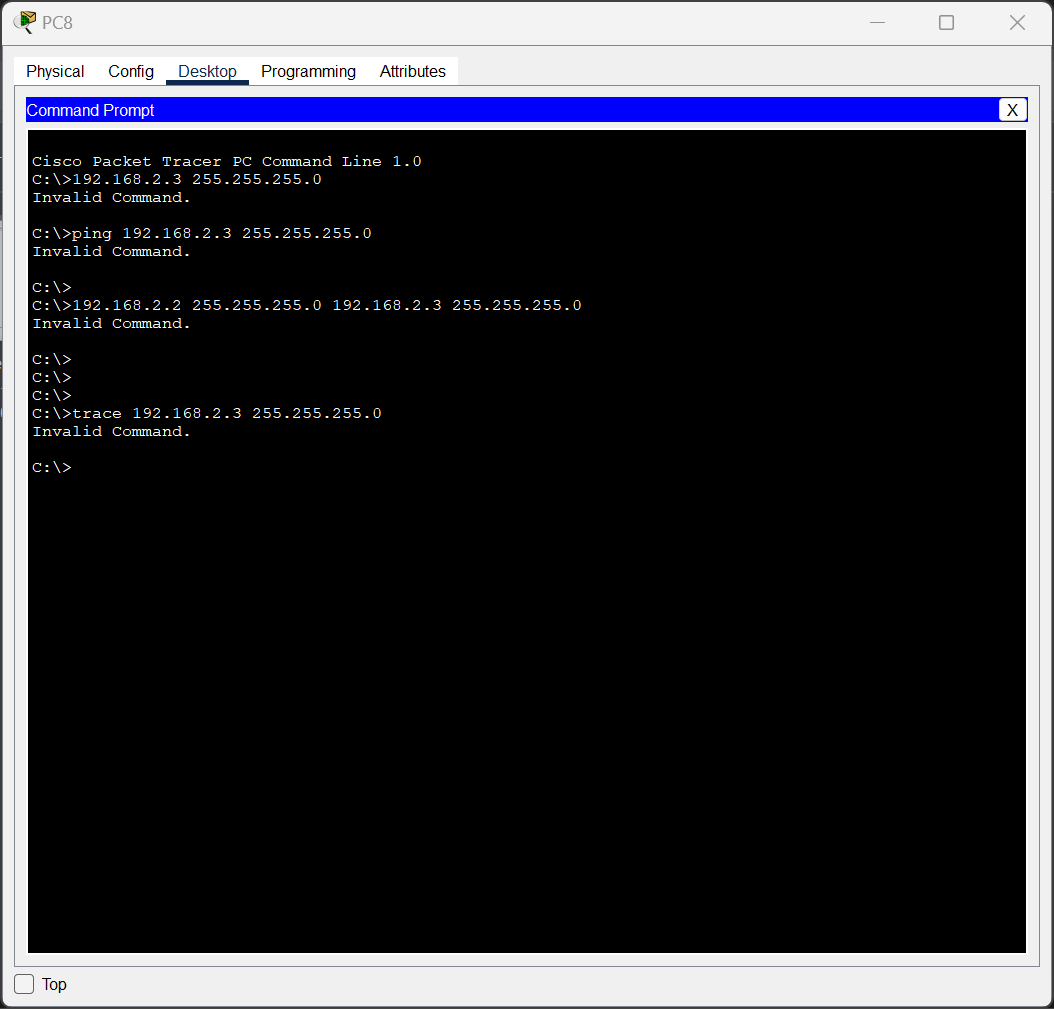 PC8
Physical Config Desktop Programming Attributes
Command Prompt X
Cisco Packet Tracer PC Command Line 1.0
C:\>192.168.2.3 255.255.255.0
Invalid Command.
C:\>ping 192.168.2.3 255.255.255.0
Invalid Command.
C:\>
C:\>192.168.2.2 255.255.255.0 192.168.2.3 255.255.255.0
Invalid Command.
C:\>
C:\>
C:\>
C:\>trace 192.168.2.3 255.255.255.0
Invalid Command.
C:\>
Top